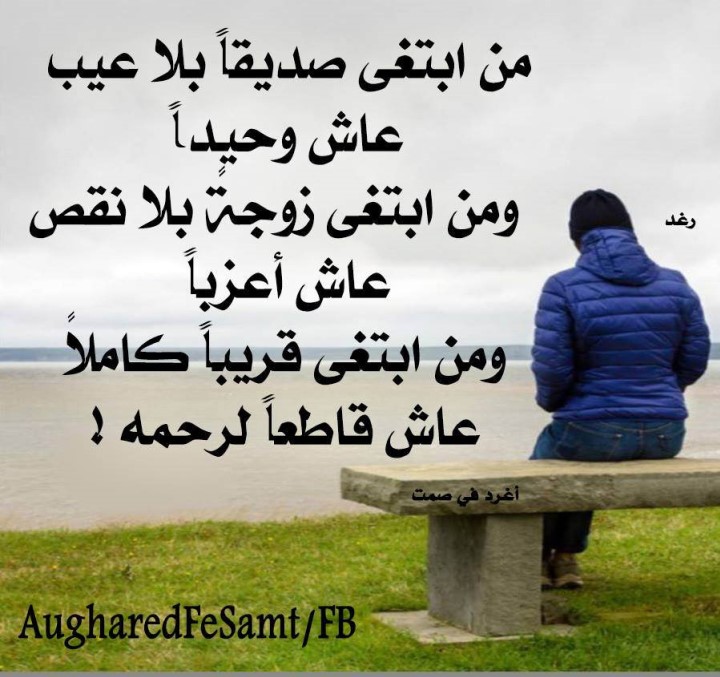 من ابتغى صديقاً بلا عيب
عاش وحيداً
ومن ابتغى زوجةً بلا نقص
عاش أعزباً
ومن ابتغى قريباً كاملاً
عاش قاطعاً لرحمه !
رغد
أغرد في صمت
AugharedFeSamt/FB